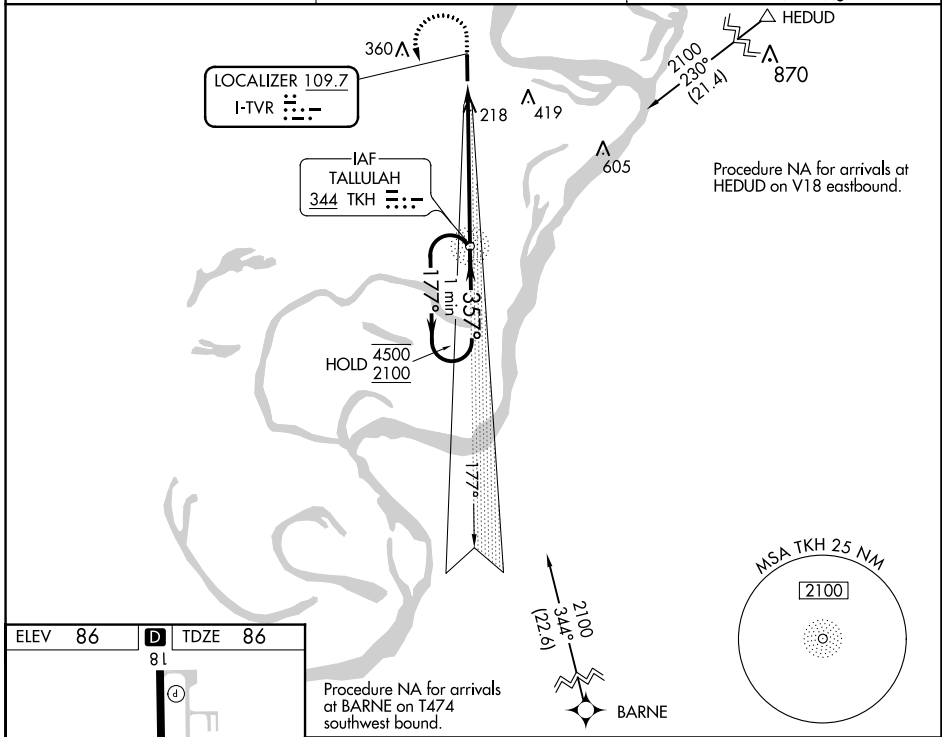 HEDUD
360
2100
230°
(21.4)
870
LOCALIZER 109.7
I-TVR
218
419
605
IAF
TALLULAH
344 TKH
Procedure NA for arrivals at
HEDUD on V18 eastbound.
177°
1 min
357°
HOLD
4500
2100
177°
MSA TKH 25 NM
2100
2100
344°
(22.6)
BARNE
ELEV 86 D TDZE 86
18
P
Procedure NA for arrivals
at BARNE on T474
southwest bound.